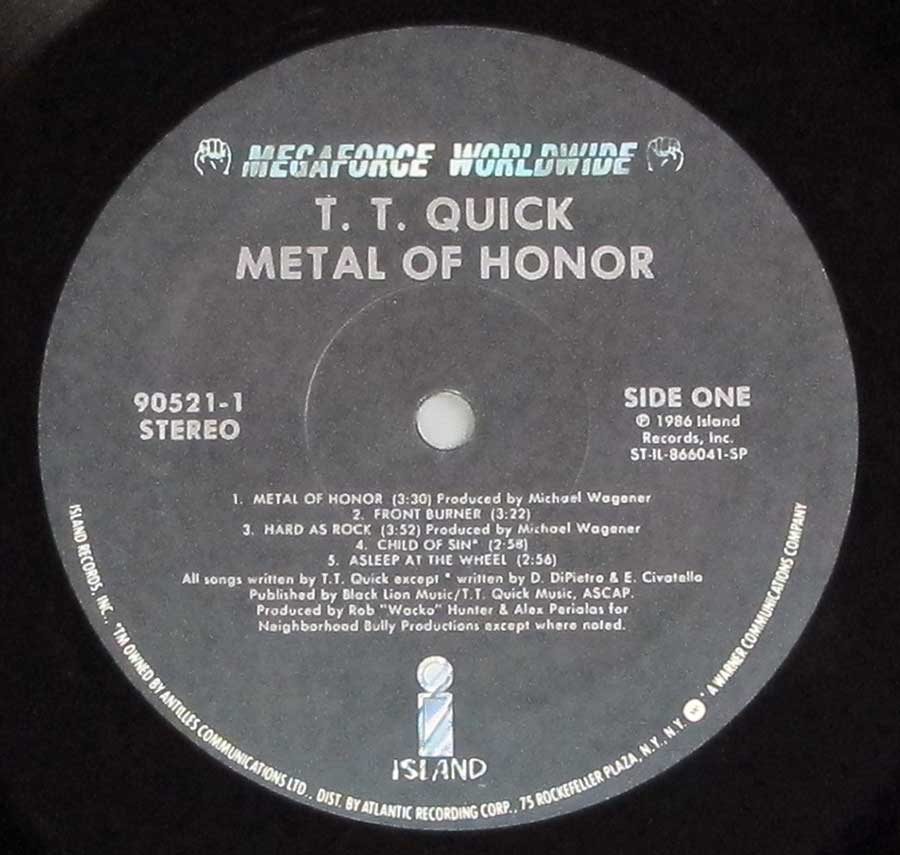 MEGAFORCE WORLDWIDE
T. T. QUICK
METAL OF HONOR
90521-1
STEREO
SIDE ONE
℗ 1986 Island
Records, Inc.
ST-IL-866041-SP
1. METAL OF HONOR (3:30) Produced by Michael Wagener
2. FRONT BURNER (3:22)
3. HARD AS ROCK (3:52) Produced by Michael Wagener
4. CHILD OF SIN* (2:58)
5. ASLEEP AT THE WHEEL (2:56)
All songs written by T.T. Quick except * written by D. DiPietro & E. Civatello
Published by Black Lion Music/T.T. Quick Music, ASCAP.
Produced by Rob "Wacko" Hunter & Alex Perialas for
Neighborhood Bully Productions except where noted.
i
ISLAND
ISLAND RECORDS, INC., *TM OWNED BY ANTILLES COMMUNICATIONS LTD., DIST. BY ATLANTIC RECORDING CORP., 75 ROCKEFELLER PLAZA, N.Y., N.Y. A WARNER COMMUNICATIONS COMPANY